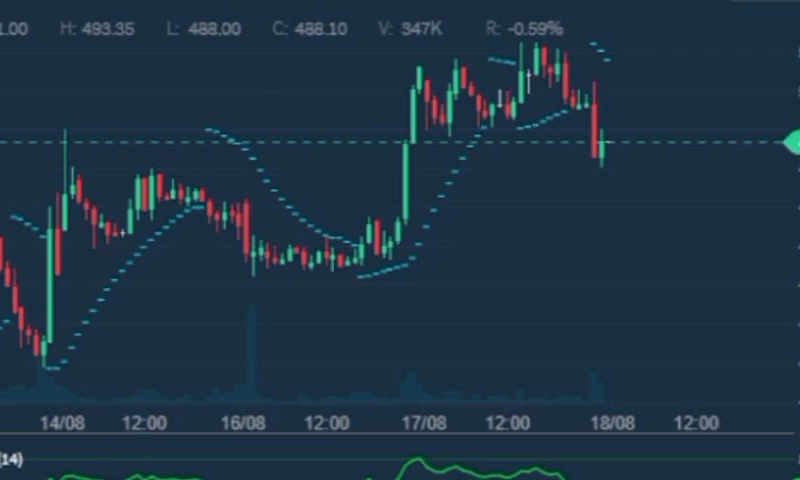 1.00 H: 493.35 L: 488.00 C: 488.10 V: 347K R: -0.59%
14/08 12:00 16/08 12:00 17/08 12:00 18/08 12:00
(14)